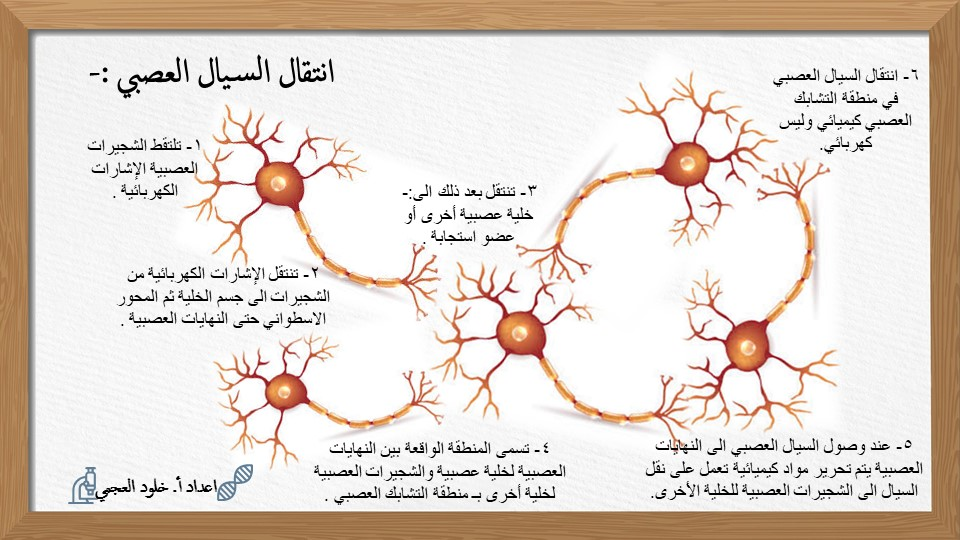 انتقال السيال العصبي :-
١- تلتقط الشجيرات
العصبية الإشارات
الكهربائية .
٢- تنتقل الإشارات الكهربائية من
الشجيرات الى جسم الخلية ثم المحور
الاسطواني حتى النهايات العصبية .
٣- تنتقل بعد ذلك الى:-
خلية عصبية أخرى أو
عضو استجابة .
٤- تسمى المنطقة الواقعة بين النهايات
العصبية لخلية عصبية والشجيرات العصبية
لخلية أخرى بـ منطقة التشابك العصبي .
٥- عند وصول السيال العصبي الى النهايات
العصبية يتم تحرير مواد كيميائية تعمل على نقل
السيال الى الشجيرات العصبية للخلية الأخرى.
٦- انتقال السيال العصبي
في منطقة التشابك
العصبي كيميائي وليس
كهربائي.
اعداد أ. خلود العجمي